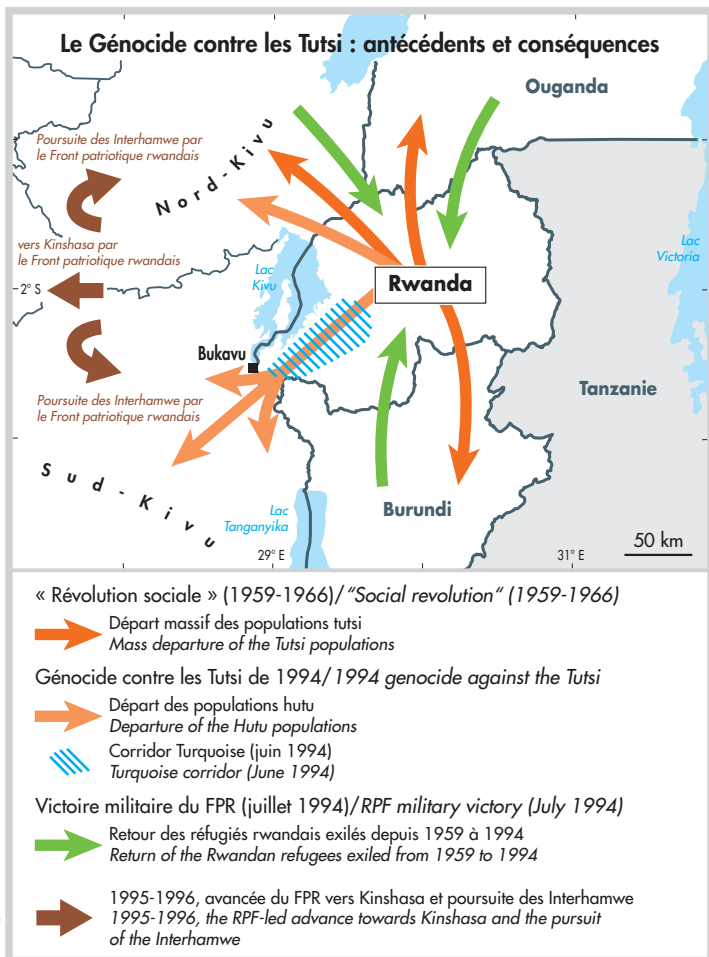 Le Génocide contre les Tutsi : antécédents et conséquences
Ouganda
Poursuite des Interhamwe par
le Front patriotique rwandais
Nord-Kivu
vers Kinshasa par
le Front patriotique rwandais
Lac
Kivu
Lac
Victoria
2° S
Rwanda
Bukavu
Poursuite des Interhamwe par
le Front patriotique rwandais
Tanzanie
Sud-Kivu
Lac
Tanganyika
Burundi
29° E
31° E
50 km
« Révolution sociale » (1959-1966)/“Social revolution“ (1959-1966)
Départ massif des populations tutsi
Mass departure of the Tutsi populations
Génocide contre les Tutsi de 1994/1994 genocide against the Tutsi
Départ des populations hutu
Departure of the Hutu populations
Corridor Turquoise (juin 1994)
Turquoise corridor (June 1994)
Victoire militaire du FPR (juillet 1994)/RPF military victory (July 1994)
Retour des réfugiés rwandais exilés depuis 1959 à 1994
Return of the Rwandan refugees exiled from 1959 to 1994
1995-1996, avancée du FPR vers Kinshasa et poursuite des Interhamwe
1995-1996, the RPF-led advance towards Kinshasa and the pursuit
of the Interhamwe